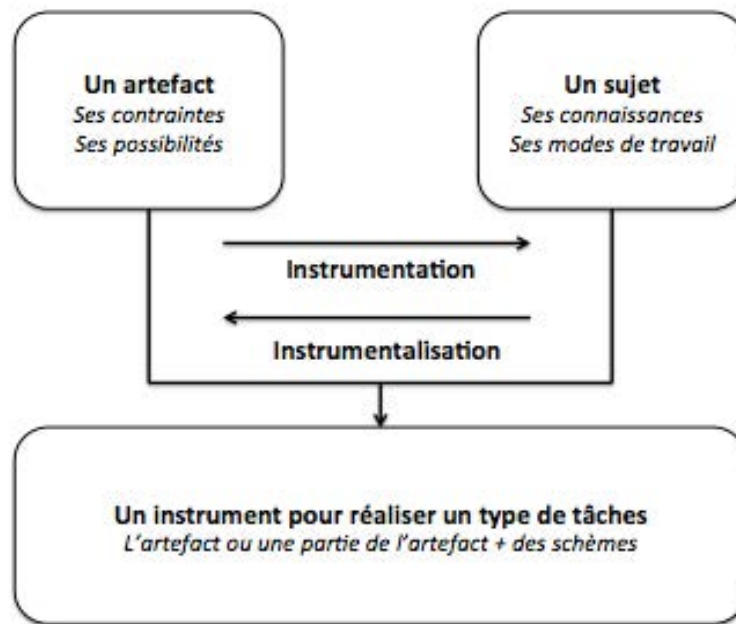 Un artefact
Ses contraintes
Ses possibilités
Un sujet
Ses connaissances
Ses modes de travail
Instrumentation
Instrumentalisation
Un instrument pour réaliser un type de tâches
L'artefact ou une partie de l'artefact + des schèmes